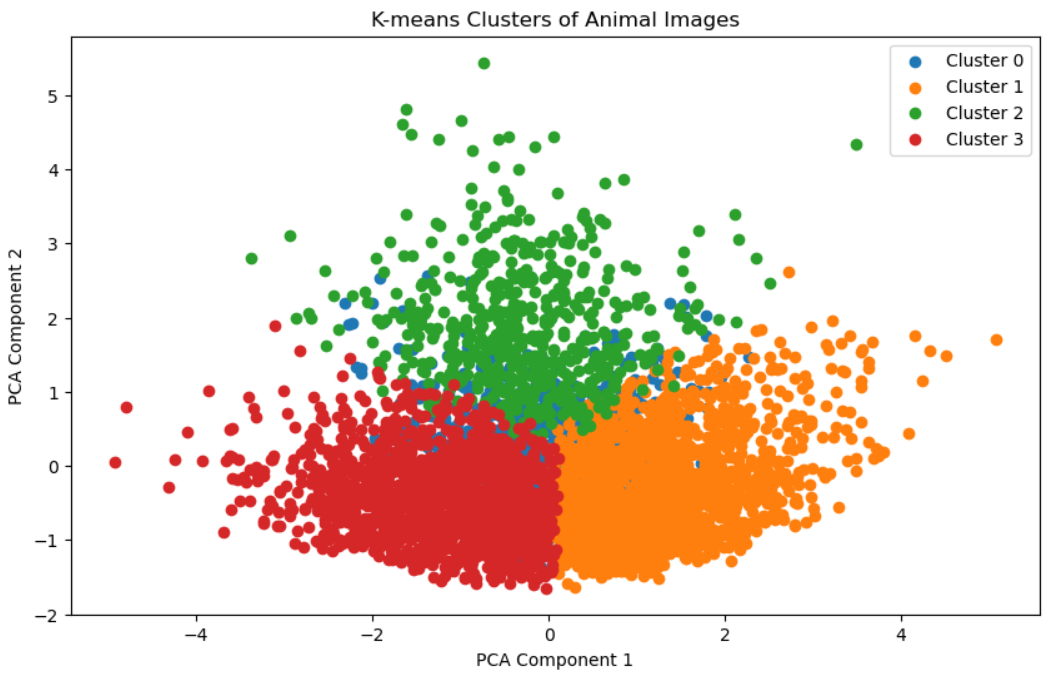 K-means Clusters of Animal Images
Cluster 0
Cluster 1
Cluster 2
Cluster 3
PCA Component 2
5
4
3
2
1
0
−1
−2
−4
−2
0
2
4
PCA Component 1